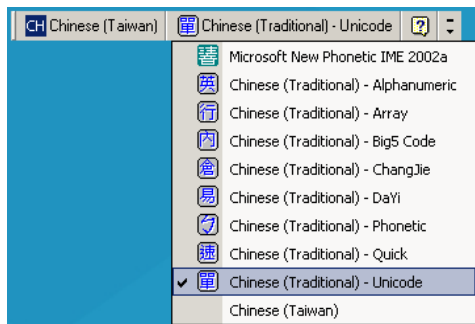 CH Chinese (Taiwan) 單 Chinese (Traditional) - Unicode ?
Microsoft New Phonetic IME 2002a
英 Chinese (Traditional) - Alphanumeric
行 Chinese (Traditional) - Array
內 Chinese (Traditional) - Big5 Code
倉 Chinese (Traditional) - ChangJie
易 Chinese (Traditional) - DaYi
ㄅ Chinese (Traditional) - Phonetic
速 Chinese (Traditional) - Quick
單 Chinese (Traditional) - Unicode
Chinese (Taiwan)